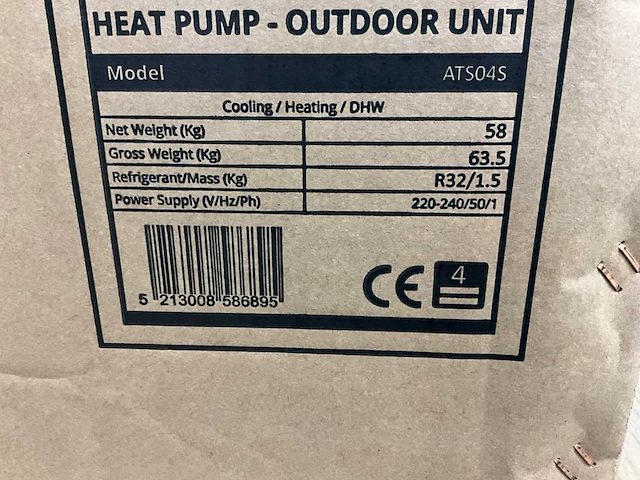 HEAT PUMP - OUTDOOR UNIT
Model ATS04S
Cooling / Heating / DHW
Net Weight (Kg) 58
Gross Weight (Kg) 63.5
Refrigerant/Mass (Kg) R32/1.5
Power Supply (V/Hz/Ph) 220-240/50/1
5 213008 586895
CE 4